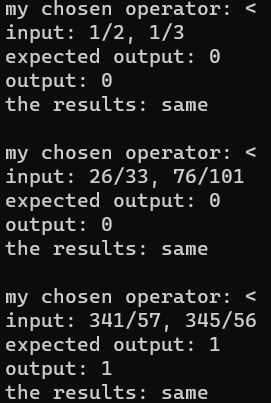 my chosen operator: <
input: 1/2, 1/3
expected output: 0
output: 0
the results: same
my chosen operator: <
input: 26/33, 76/101
expected output: 0
output: 0
the results: same
my chosen operator: <
input: 341/57, 345/56
expected output: 1
output: 1
the results: same